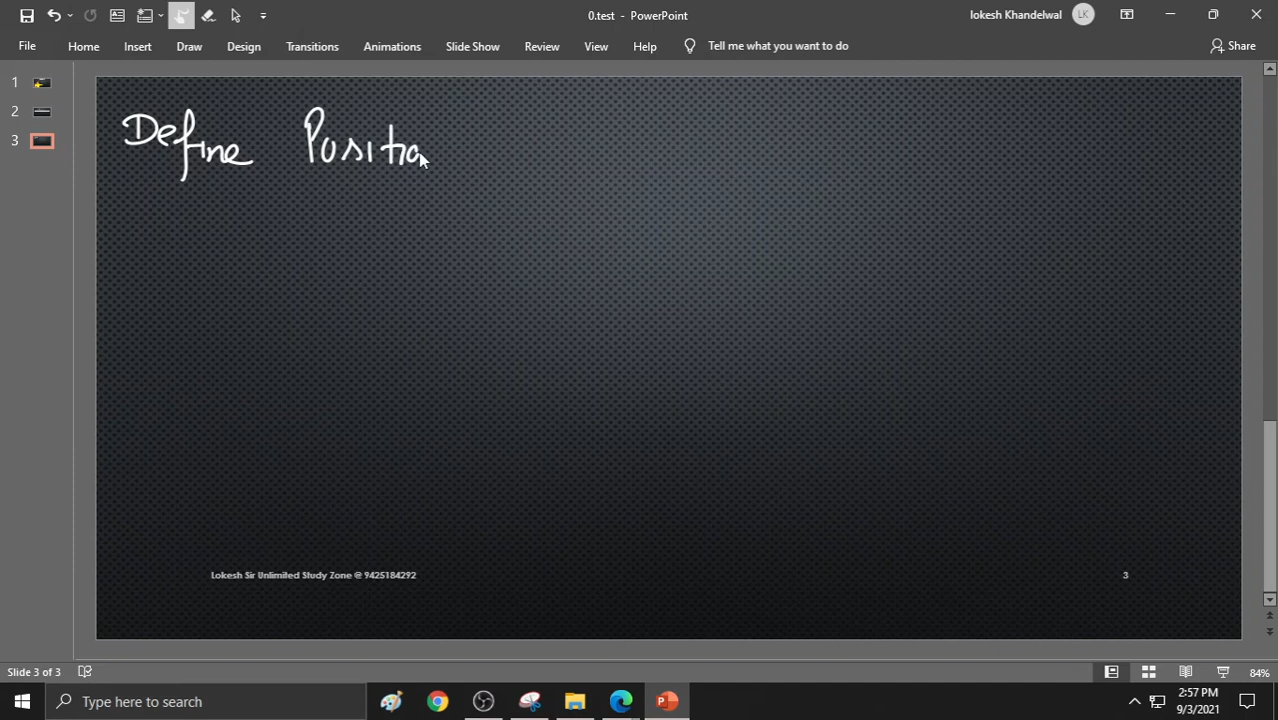 0.test - PowerPoint
lokesh Khandelwal
LK
File
Home
Insert
Draw
Design
Transitions
Animations
Slide Show
Review
View
Help
Tell me what you want to do
Share
1
2
3
Define Positio
Lokesh Sir Unlimited Study Zone @ 9425184292
3
Slide 3 of 3
84%
Type here to search
2:57 PM
9/3/2021